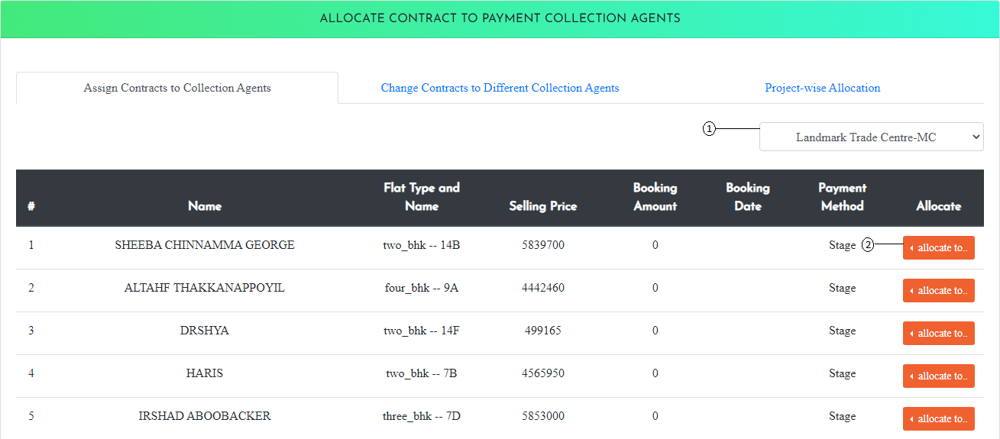 ALLOCATE CONTRACT TO PAYMENT COLLECTION AGENTS
Assign Contracts to Collection Agents Change Contracts to Different Collection Agents Project-wise Allocation
1 Landmark Trade Centre-MC
# Name Flat Type and Name Selling Price Booking Amount Booking Date Payment Method Allocate
1 SHEEBA CHINNAMMA GEORGE two_bhk -- 14B 5839700 0 Stage 2 allocate to..
2 ALTAHF THAKKANAPPOYIL four_bhk -- 9A 4442460 0 Stage allocate to..
3 DRSHYA two_bhk -- 14F 499165 0 Stage allocate to..
4 HARIS two_bhk -- 7B 4565950 0 Stage allocate to..
5 IRSHAD ABOOBACKER three_bhk -- 7D 5853000 0 Stage allocate to..